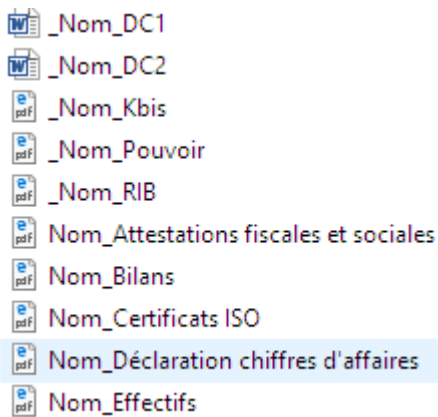 _Nom_DC1
_Nom_DC2
_Nom_Kbis
_Nom_Pouvoir
_Nom_RIB
Nom_Attestations fiscales et sociales
Nom_Bilans
Nom_Certificats ISO
Nom_Déclaration chiffres d'affaires
Nom_Effectifs